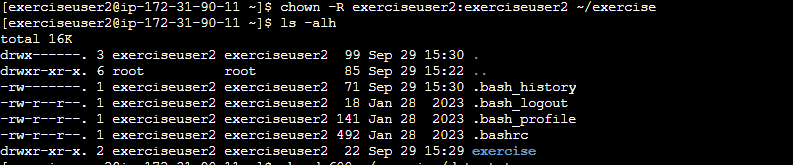 [exerciseuser2@ip-172-31-90-11 ~]$ chown -R exerciseuser2:exerciseuser2 ~/exercise
[exerciseuser2@ip-172-31-90-11 ~]$ ls -alh
total 16K
drwx------. 3 exerciseuser2 exerciseuser2  99 Sep 29 15:30 .
drwxr-xr-x. 6 root          root           85 Sep 29 15:22 ..
-rw-------. 1 exerciseuser2 exerciseuser2  71 Sep 29 15:30 .bash_history
-rw-r--r--. 1 exerciseuser2 exerciseuser2  18 Jan 28  2023 .bash_logout
-rw-r--r--. 1 exerciseuser2 exerciseuser2 141 Jan 28  2023 .bash_profile
-rw-r--r--. 1 exerciseuser2 exerciseuser2 492 Jan 28  2023 .bashrc
drwxr-xr-x. 2 exerciseuser2 exerciseuser2  22 Sep 29 15:29 exercise